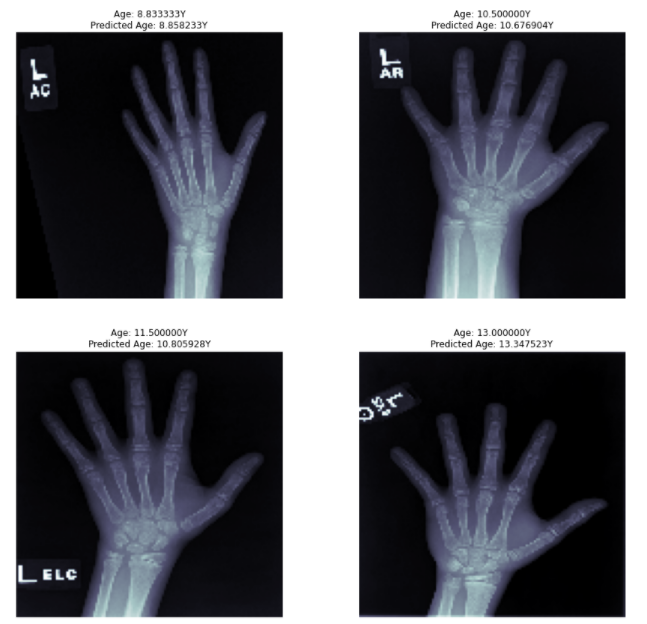 Age: 8.833333Y
Predicted Age: 8.858233Y
L
AC
Age: 10.500000Y
Predicted Age: 10.676904Y
L
AR
Age: 11.500000Y
Predicted Age: 10.805928Y
L ELC
Age: 13.000000Y
Predicted Age: 13.347523Y